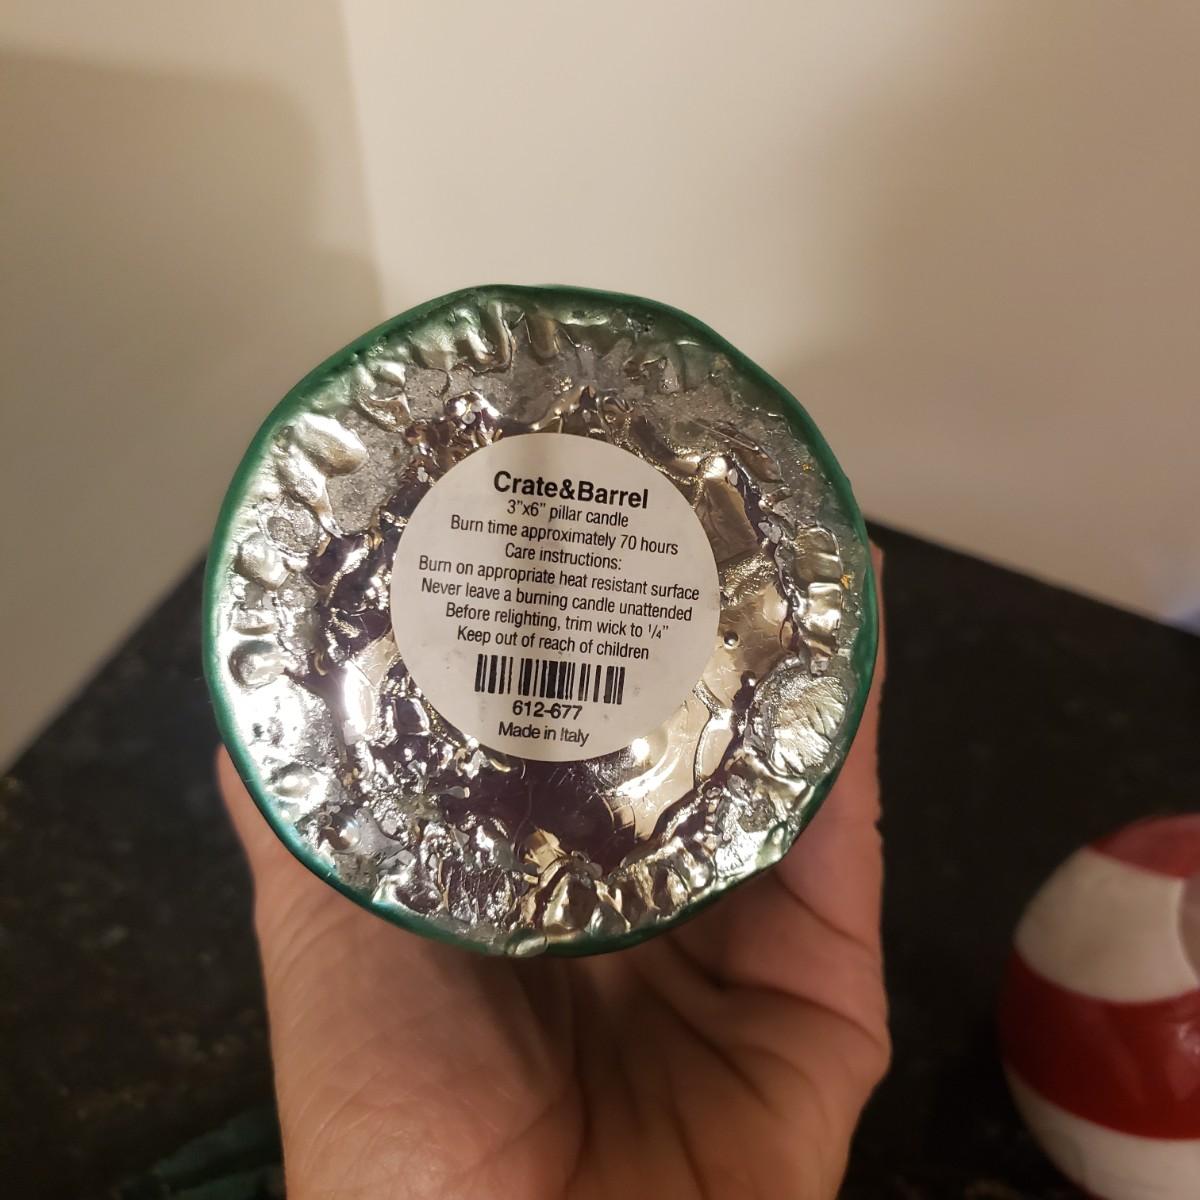 Crate&Barrel
3"x6" pillar candle
Burn time approximately 70 hours
Care instructions:
Burn on appropriate heat resistant surface
Never leave a burning candle unattended
Before relighting, trim wick to ¼"
Keep out of reach of children
612-677
Made in Italy